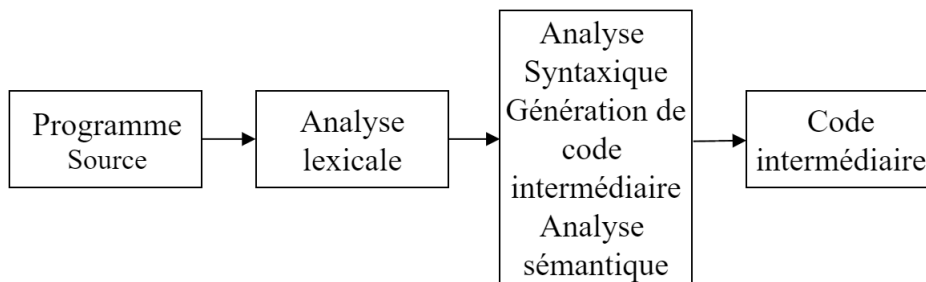 Programme
Source
Analyse
lexicale
Analyse
Syntaxique
Génération de
code
intermédiaire
Analyse
sémantique
Code
intermédiaire